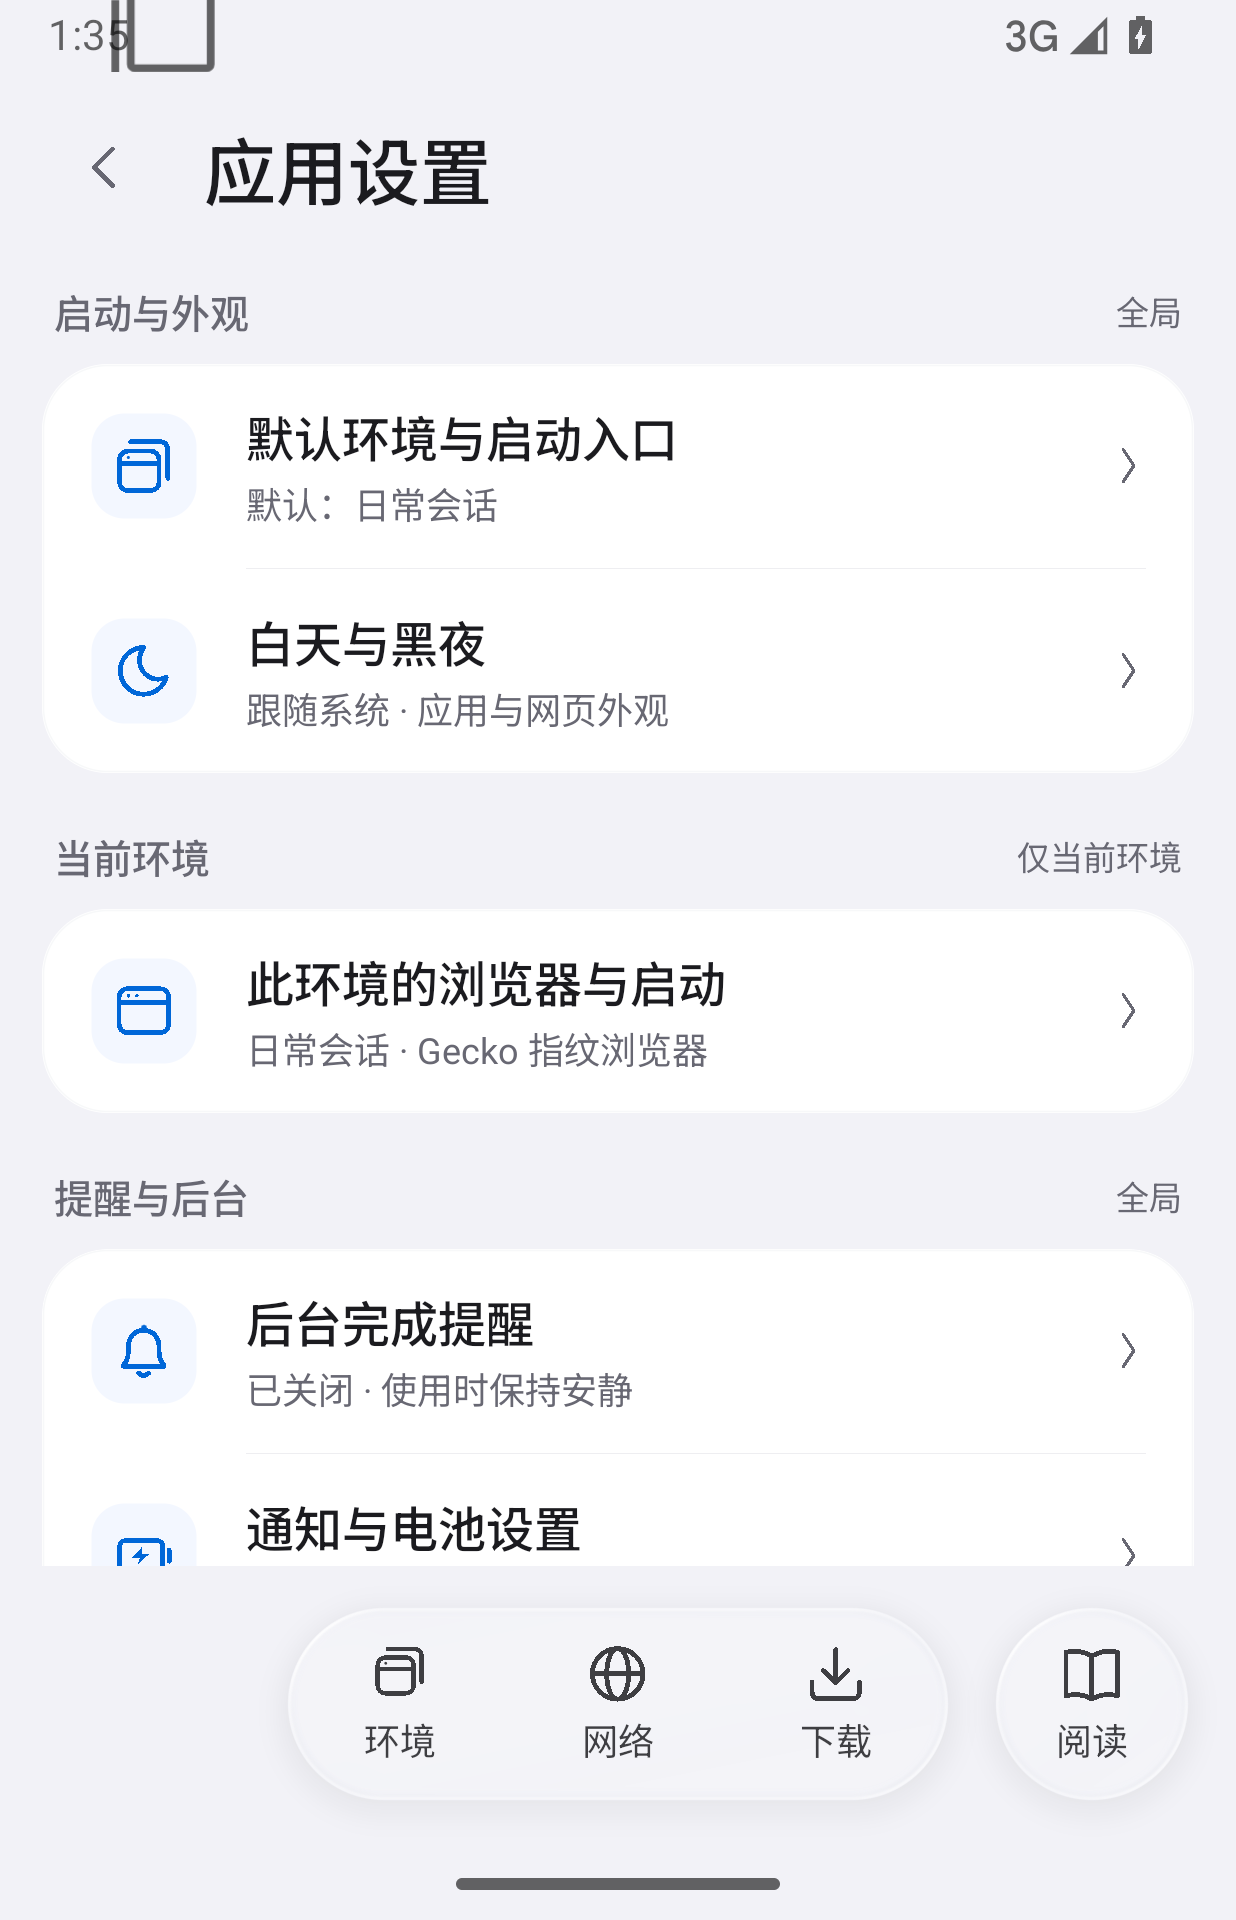 1:35
3G
应用设置
启动与外观
全局
默认环境与启动入口
默认：日常会话
白天与黑夜
跟随系统 · 应用与网页外观
当前环境
仅当前环境
此环境的浏览器与启动
日常会话 · Gecko 指纹浏览器
提醒与后台
全局
后台完成提醒
已关闭 · 使用时保持安静
通知与电池设置
环境
网络
下载
阅读